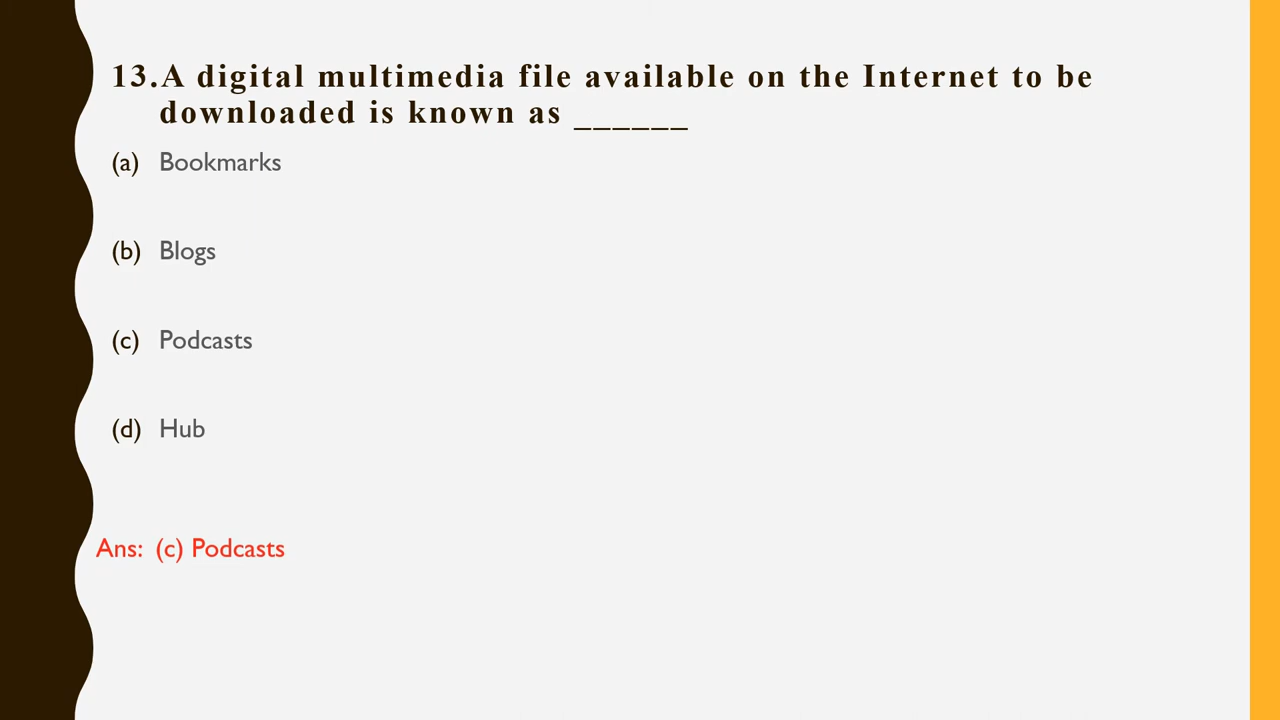 13.A digital multimedia file available on the Internet to be
downloaded is known as ______
(a) Bookmarks
(b) Blogs
(c) Podcasts
(d) Hub
Ans: (c) Podcasts